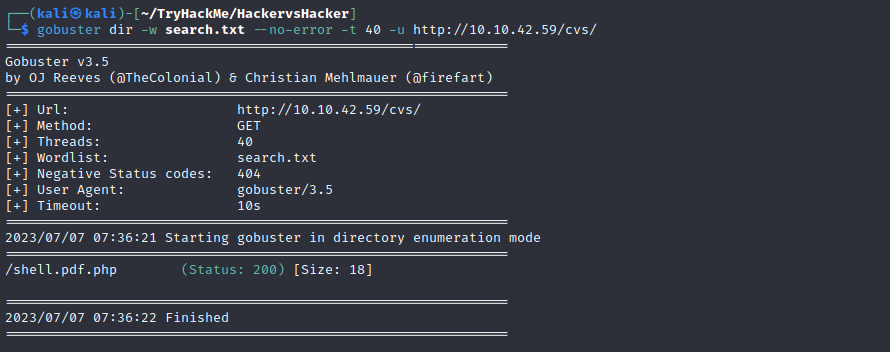 ┌──(kali㉿kali)-[~/TryHackMe/HackervsHacker]
└─$ gobuster dir -w search.txt --no-error -t 40 -u http://10.10.42.59/cvs/
===============================================================
Gobuster v3.5
by OJ Reeves (@TheColonial) & Christian Mehlmauer (@firefart)
===============================================================
[+] Url:                     http://10.10.42.59/cvs/
[+] Method:                  GET
[+] Threads:                 40
[+] Wordlist:                search.txt
[+] Negative Status codes:   404
[+] User Agent:              gobuster/3.5
[+] Timeout:                 10s
===============================================================
2023/07/07 07:36:21 Starting gobuster in directory enumeration mode
===============================================================
/shell.pdf.php        (Status: 200) [Size: 18]
===============================================================
2023/07/07 07:36:22 Finished
===============================================================